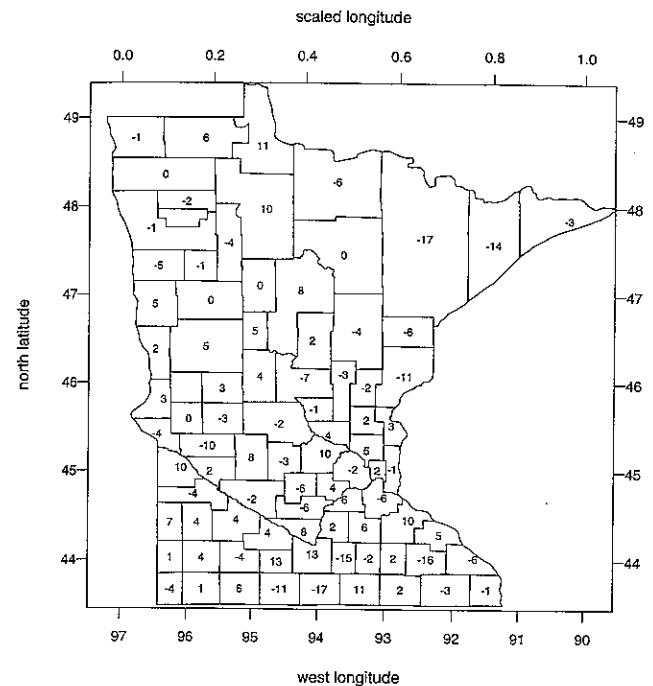 scaled longitude
0.0 0.2 0.4 0.6 0.8 1.0
49 49
-1 6 11
0 -6
-2 10
48 48
-1 -4 -17 -14 -3
-5 -1 0
0 8
47 5 0 47
5 2 -4 -6
2 5
4 -7 -3 -11
46 3 -2 46
3 -1
0 -3 -2 2 3
-4 4
-10 10 5
45 10 2 8 -3 -2 2 -1 45
-4 -2 -6 4 6 -6
-6
7 4 4 4 8 2 6 10 5
44 1 4 -4 13 13 -15 -2 2 -16 -6 44
-4 1 6 -11 -17 11 2 -3 -1
97 96 95 94 93 92 91 90
west longitude
north latitude